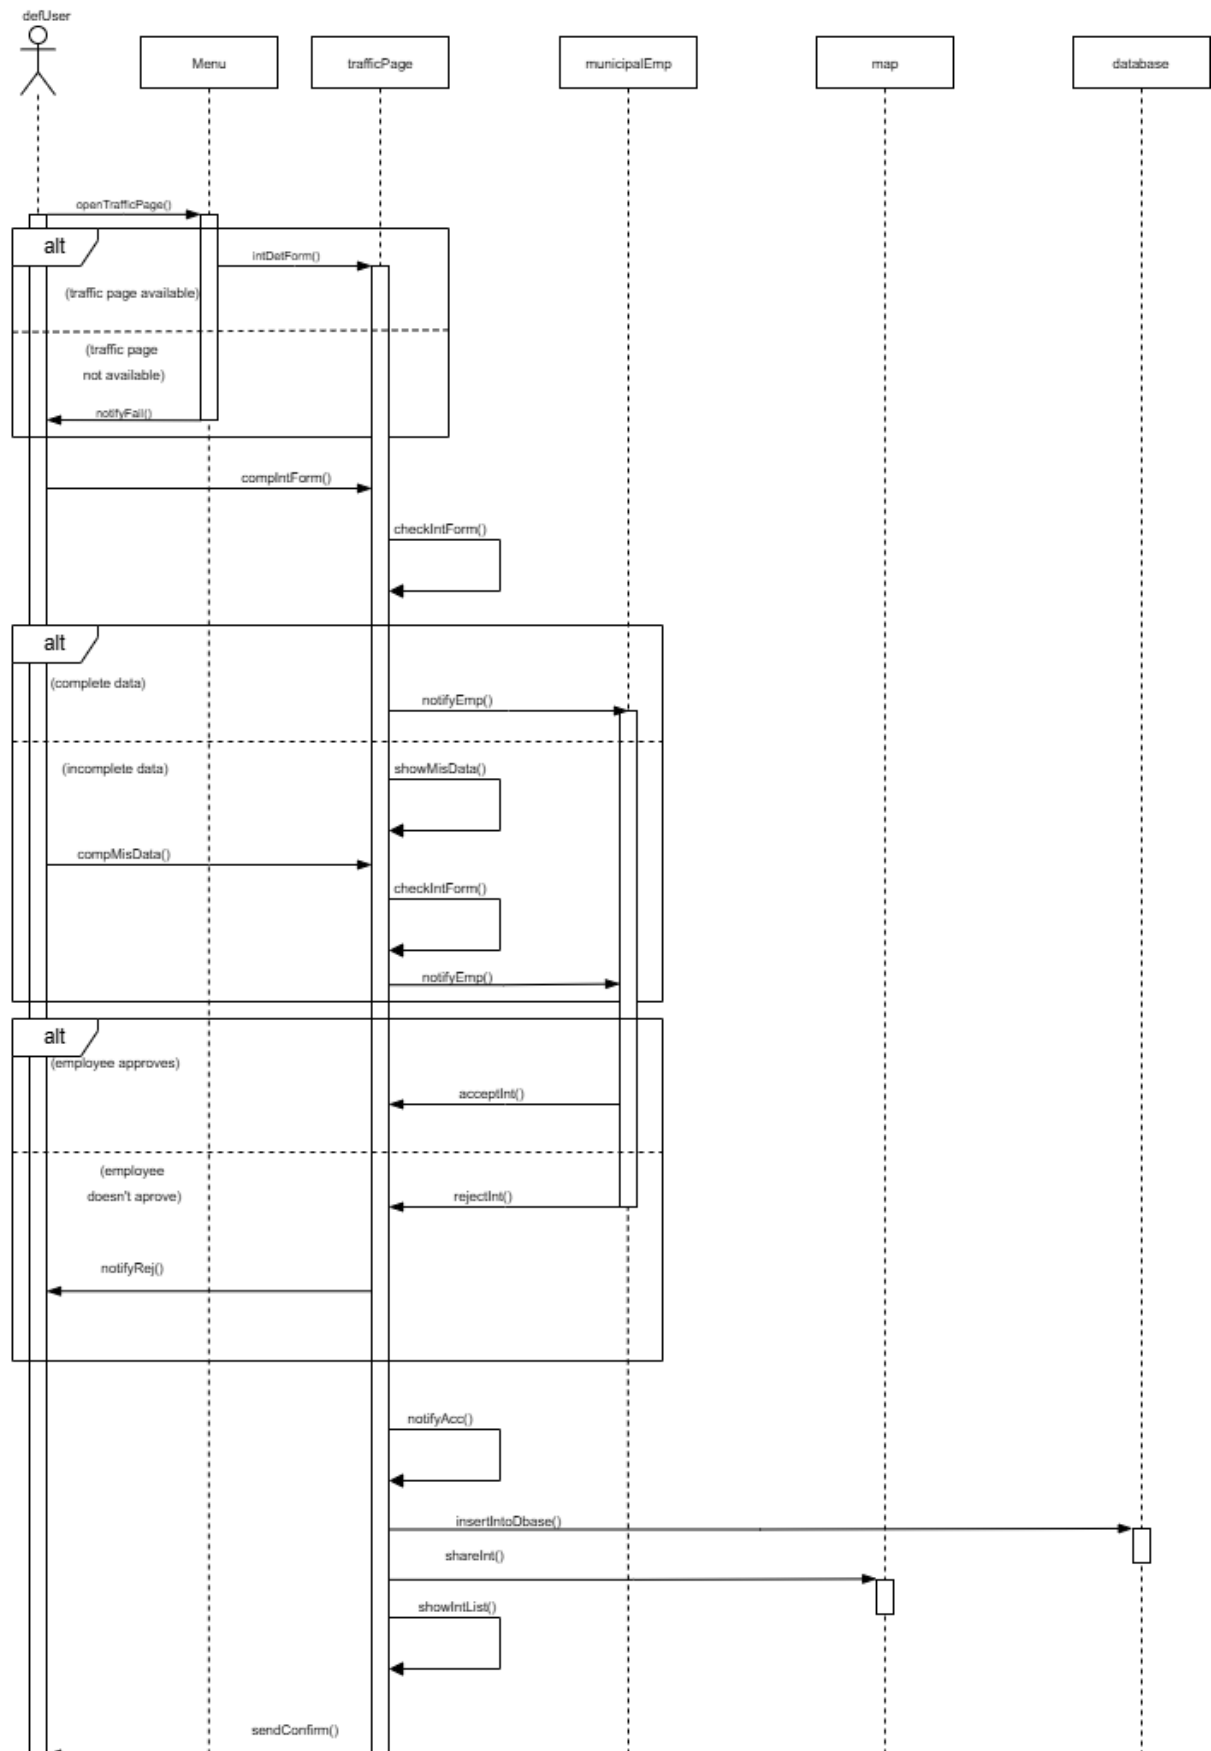 defUser
Menu
trafficPage
municipalEmp
map
database
openTrafficPage()
alt
intDetForm()
(traffic page available)
(traffic page
not available)
notifyFail()
compIntForm()
checkIntForm()
alt
(complete data)
notifyEmp()
(incomplete data)
showMisData()
compMisData()
checkIntForm()
notifyEmp()
alt
(employee approves)
acceptInt()
(employee
doesn't aprove)
rejectInt()
notifyRej()
notifyAcc()
insertIntoDbase()
shareInt()
showIntList()
sendConfirm()